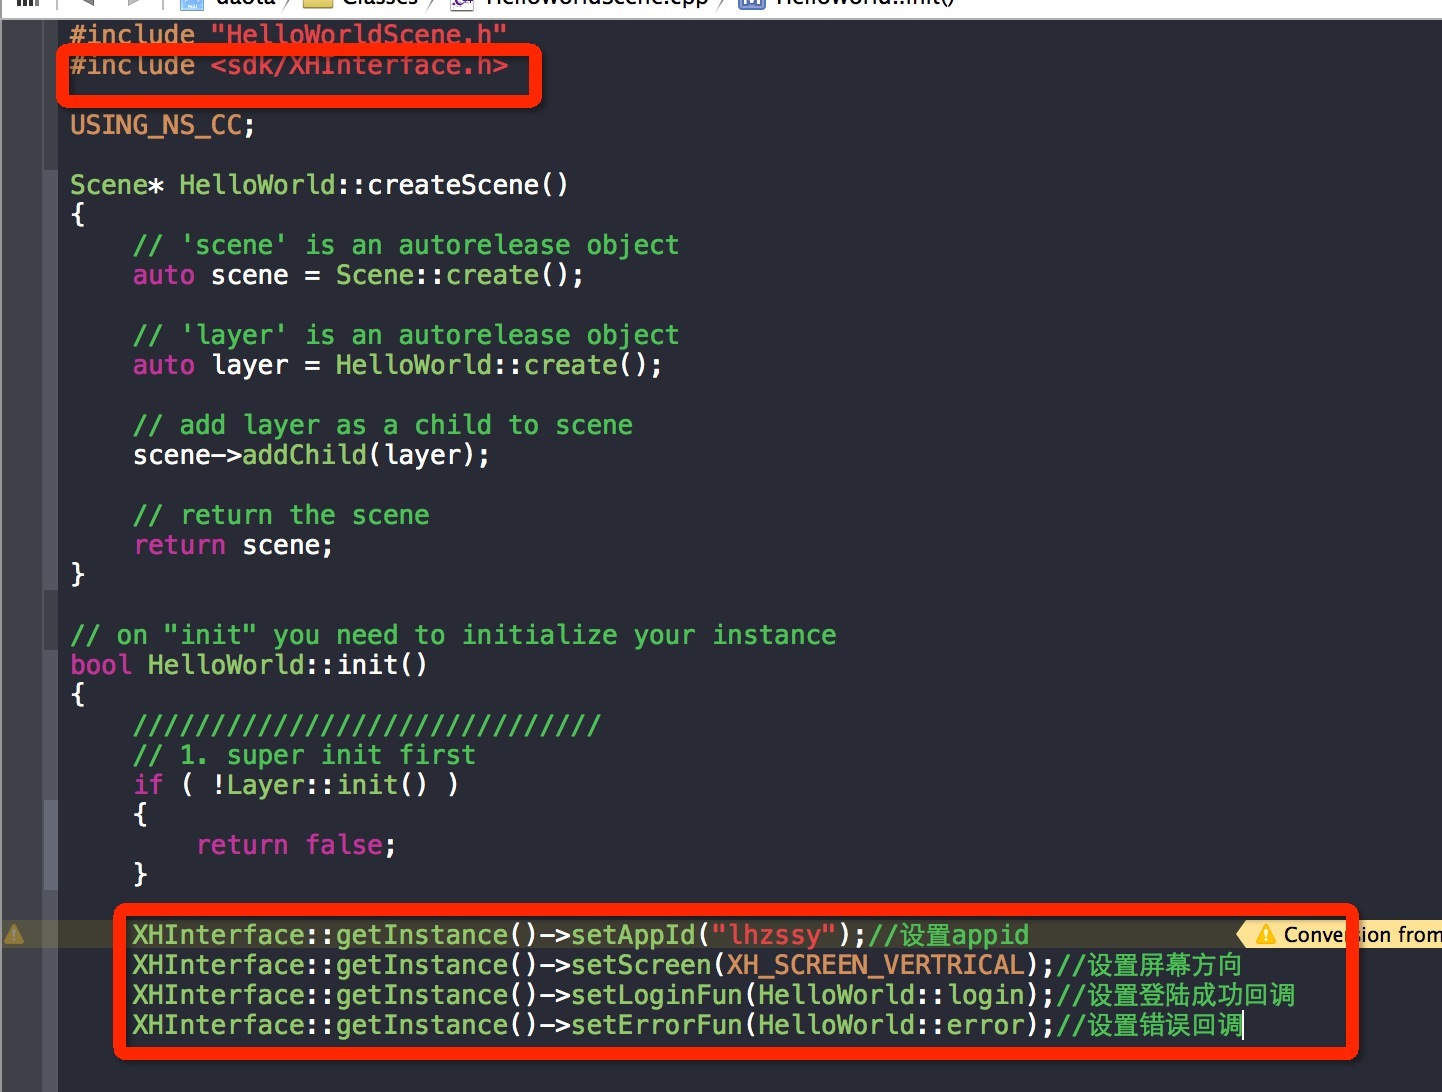 daota Classes HelloWorldScene.cpp HelloWorld::init()
#include "HelloWorldScene.h"
#include <sdk/XHInterface.h>
USING_NS_CC;
Scene* HelloWorld::createScene()
{
// 'scene' is an autorelease object
auto scene = Scene::create();
// 'layer' is an autorelease object
auto layer = HelloWorld::create();
// add layer as a child to scene
scene->addChild(layer);
// return the scene
return scene;
}
// on "init" you need to initialize your instance
bool HelloWorld::init()
{
//////////////////////////////
// 1. super init first
if ( !Layer::init() )
{
return false;
}
XHInterface::getInstance()->setAppId("lhzssy");//设置appid Conversion from
XHInterface::getInstance()->setScreen(XH_SCREEN_VERTRICAL);//设置屏幕方向
XHInterface::getInstance()->setLoginFun(HelloWorld::login);//设置登陆成功回调
XHInterface::getInstance()->setErrorFun(HelloWorld::error);//设置错误回调